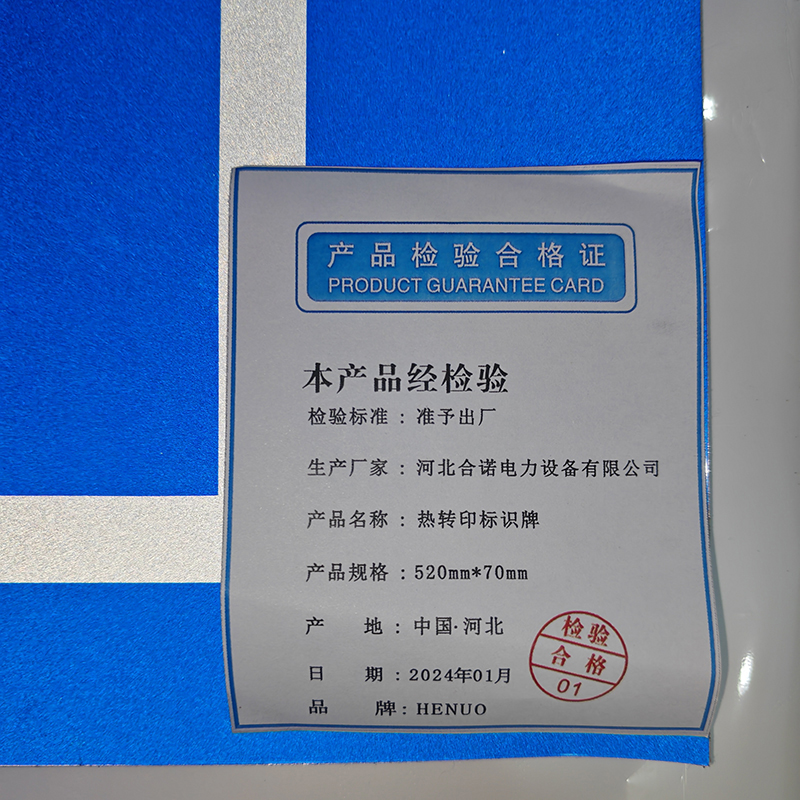 产品检验合格证
PRODUCT GUARANTEE CARD
本产品经检验
检验标准：准予出厂
生产厂家：河北合诺电力设备有限公司
产品名称：热转印标识牌
产品规格：520mm*70mm
产 地：中国·河北
日 期：2024年01月
品 牌：HENUO
检验
合格
01